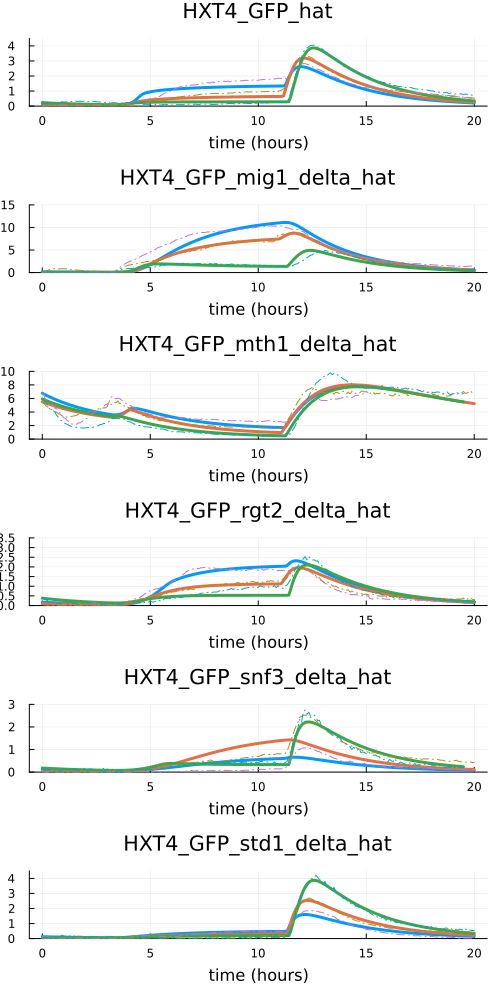 HXT4_GFP_hat
4
3
2
1
0
0 5 10 15 20
time (hours)
HXT4_GFP_mig1_delta_hat
15
10
5
0
0 5 10 15 20
time (hours)
HXT4_GFP_mth1_delta_hat
10
8
6
4
2
0
0 5 10 15 20
time (hours)
HXT4_GFP_rgt2_delta_hat
3.5
3.0
2.5
2.0
1.5
1.0
0.5
0.0
0 5 10 15 20
time (hours)
HXT4_GFP_snf3_delta_hat
3
2
1
0
0 5 10 15 20
time (hours)
HXT4_GFP_std1_delta_hat
4
3
2
1
0
0 5 10 15 20
time (hours)